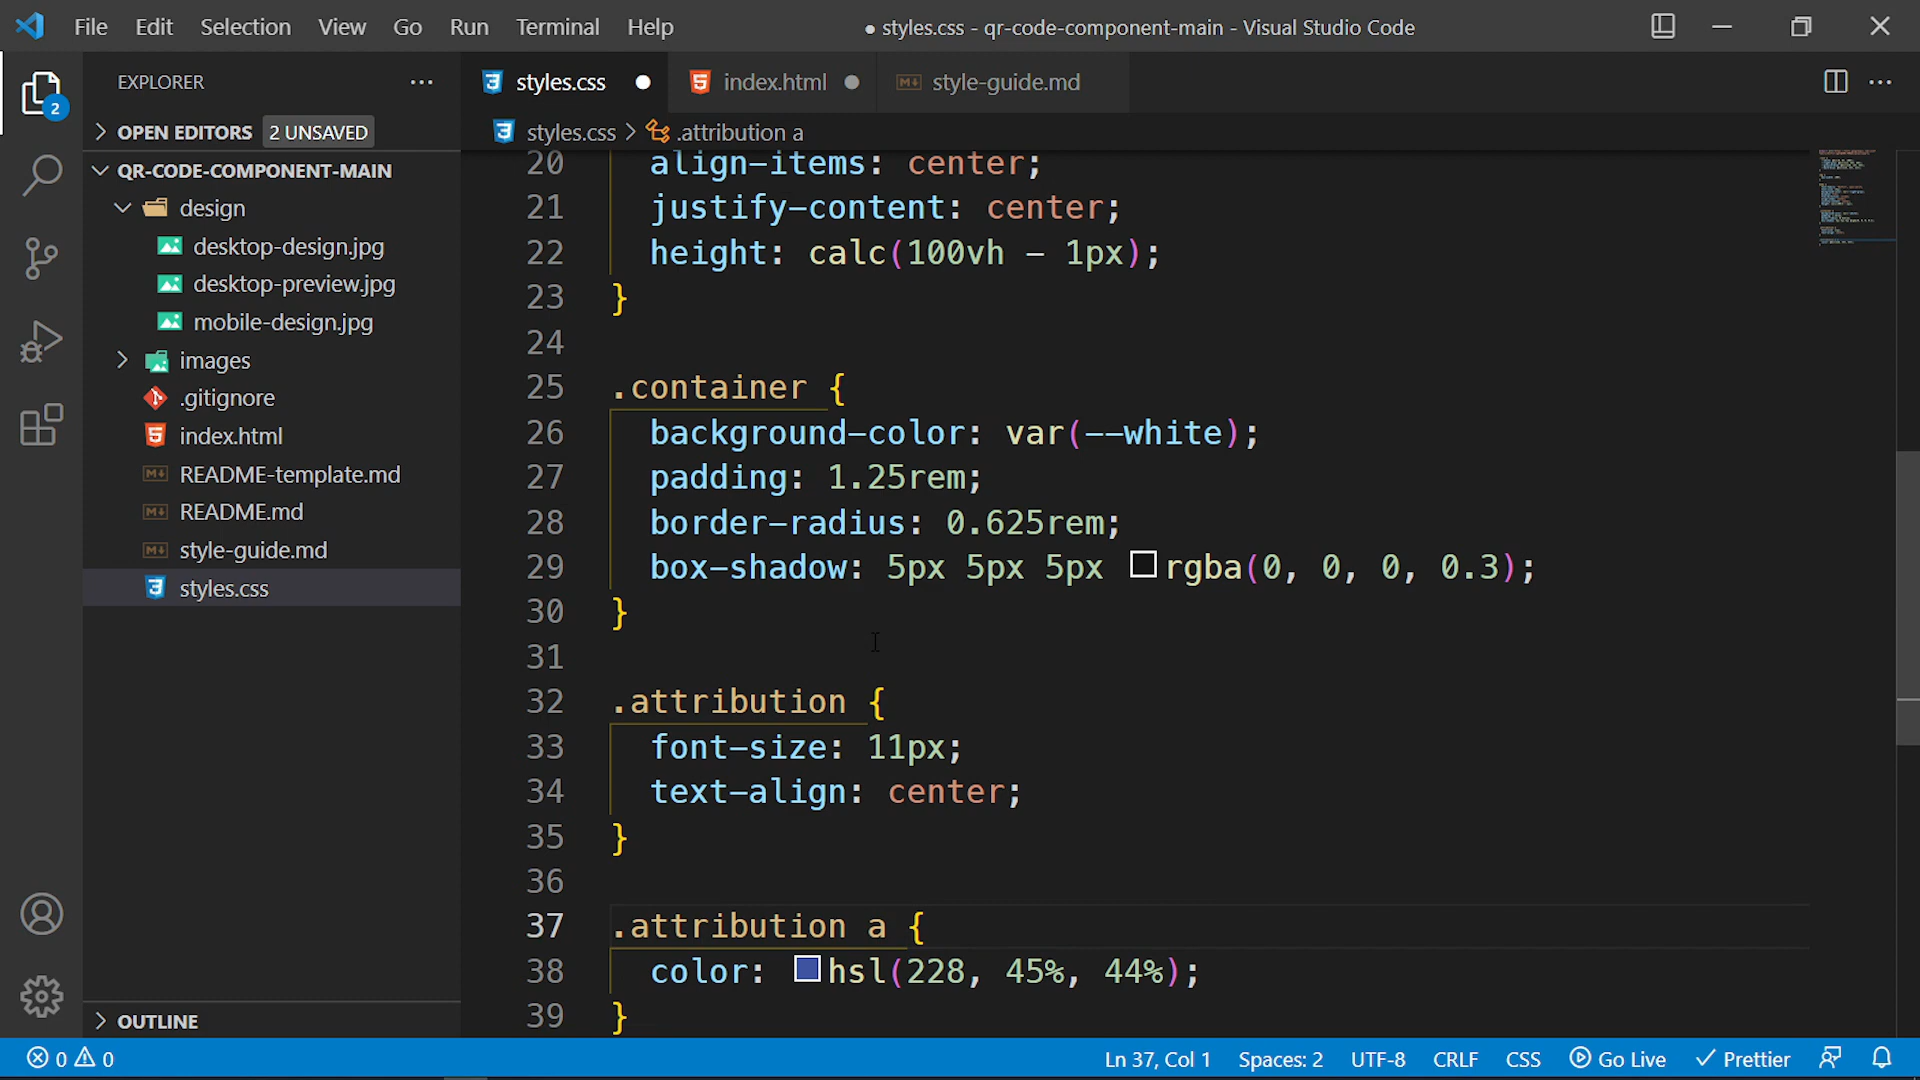 File Edit Selection View Go Run Terminal Help
● styles.css - qr-code-component-main - Visual Studio Code
EXPLORER
OPEN EDITORS 2 UNSAVED
QR-CODE-COMPONENT-MAIN
design
desktop-design.jpg
desktop-preview.jpg
mobile-design.jpg
images
.gitignore
index.html
README-template.md
README.md
style-guide.md
styles.css
OUTLINE
2
styles.css ● index.html ● style-guide.md
styles.css > .attribution a
20 align-items: center;
21 justify-content: center;
22 height: calc(100vh - 1px);
23 }
24
25 .container {
26 background-color: var(--white);
27 padding: 1.25rem;
28 border-radius: 0.625rem;
29 box-shadow: 5px 5px 5px rgba(0, 0, 0, 0.3);
30 }
31
32 .attribution {
33 font-size: 11px;
34 text-align: center;
35 }
36
37 .attribution a {
38 color: hsl(228, 45%, 44%);
39 }
0 0 Ln 37, Col 1 Spaces: 2 UTF-8 CRLF CSS Go Live Prettier